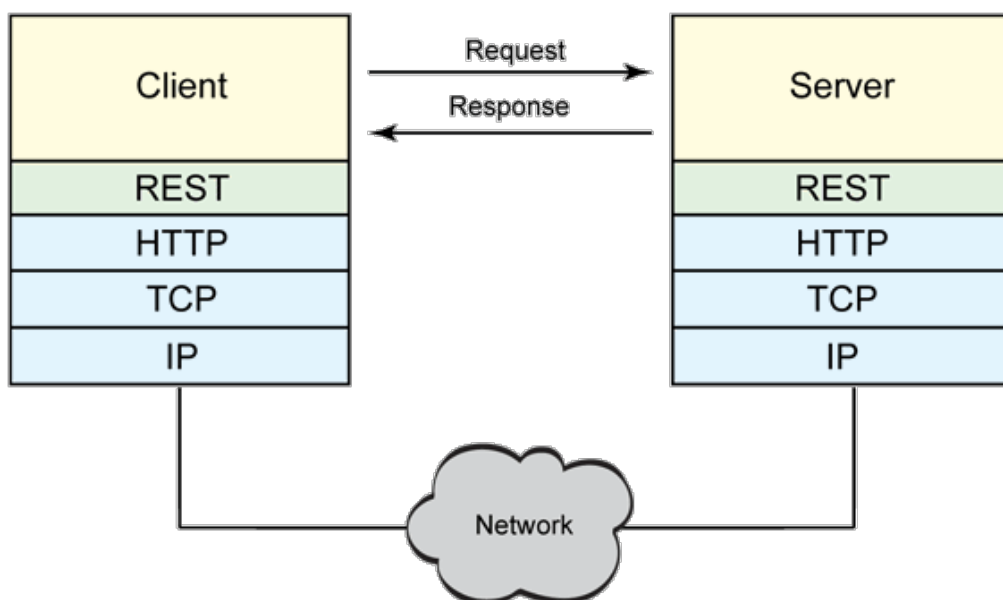 Client
Request
Response
Server
REST
HTTP
TCP
IP
REST
HTTP
TCP
IP
Network